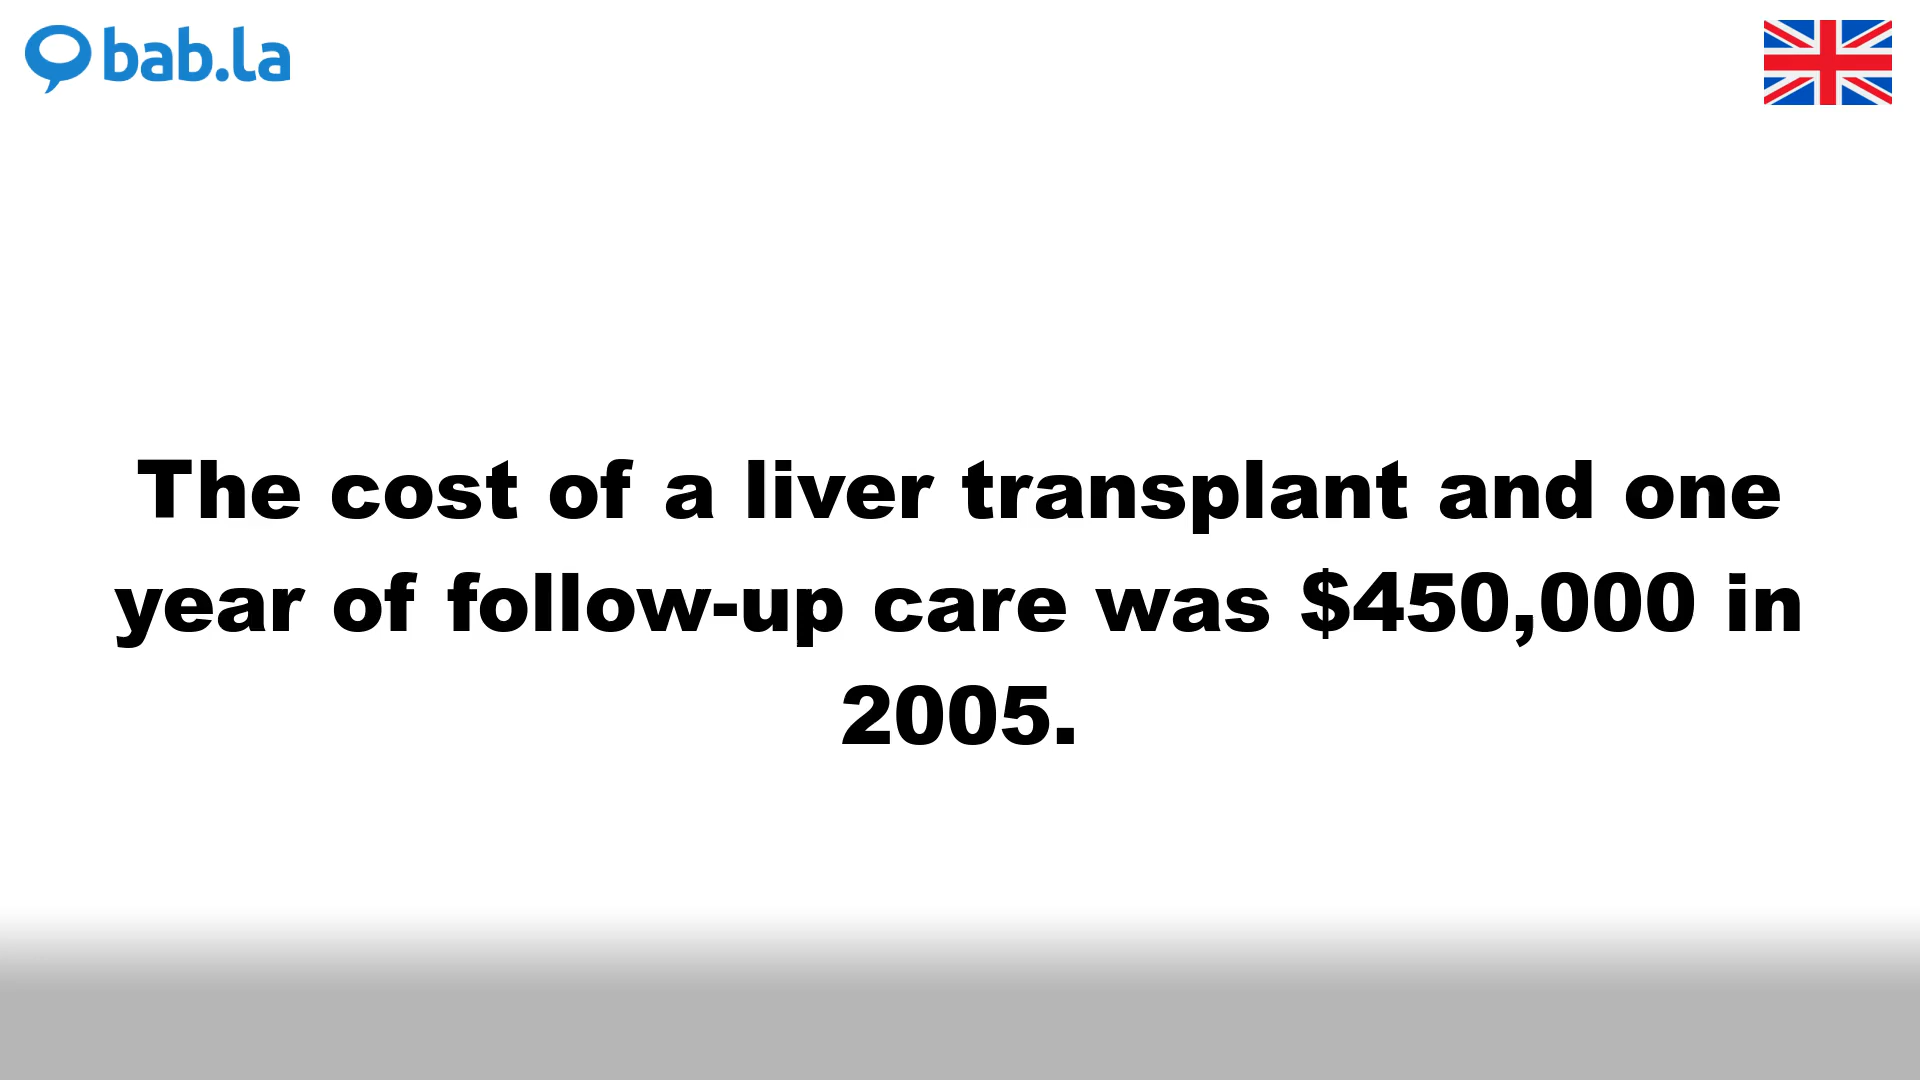 bab.la
The cost of a liver transplant and one
year of follow-up care was $450,000 in
2005.